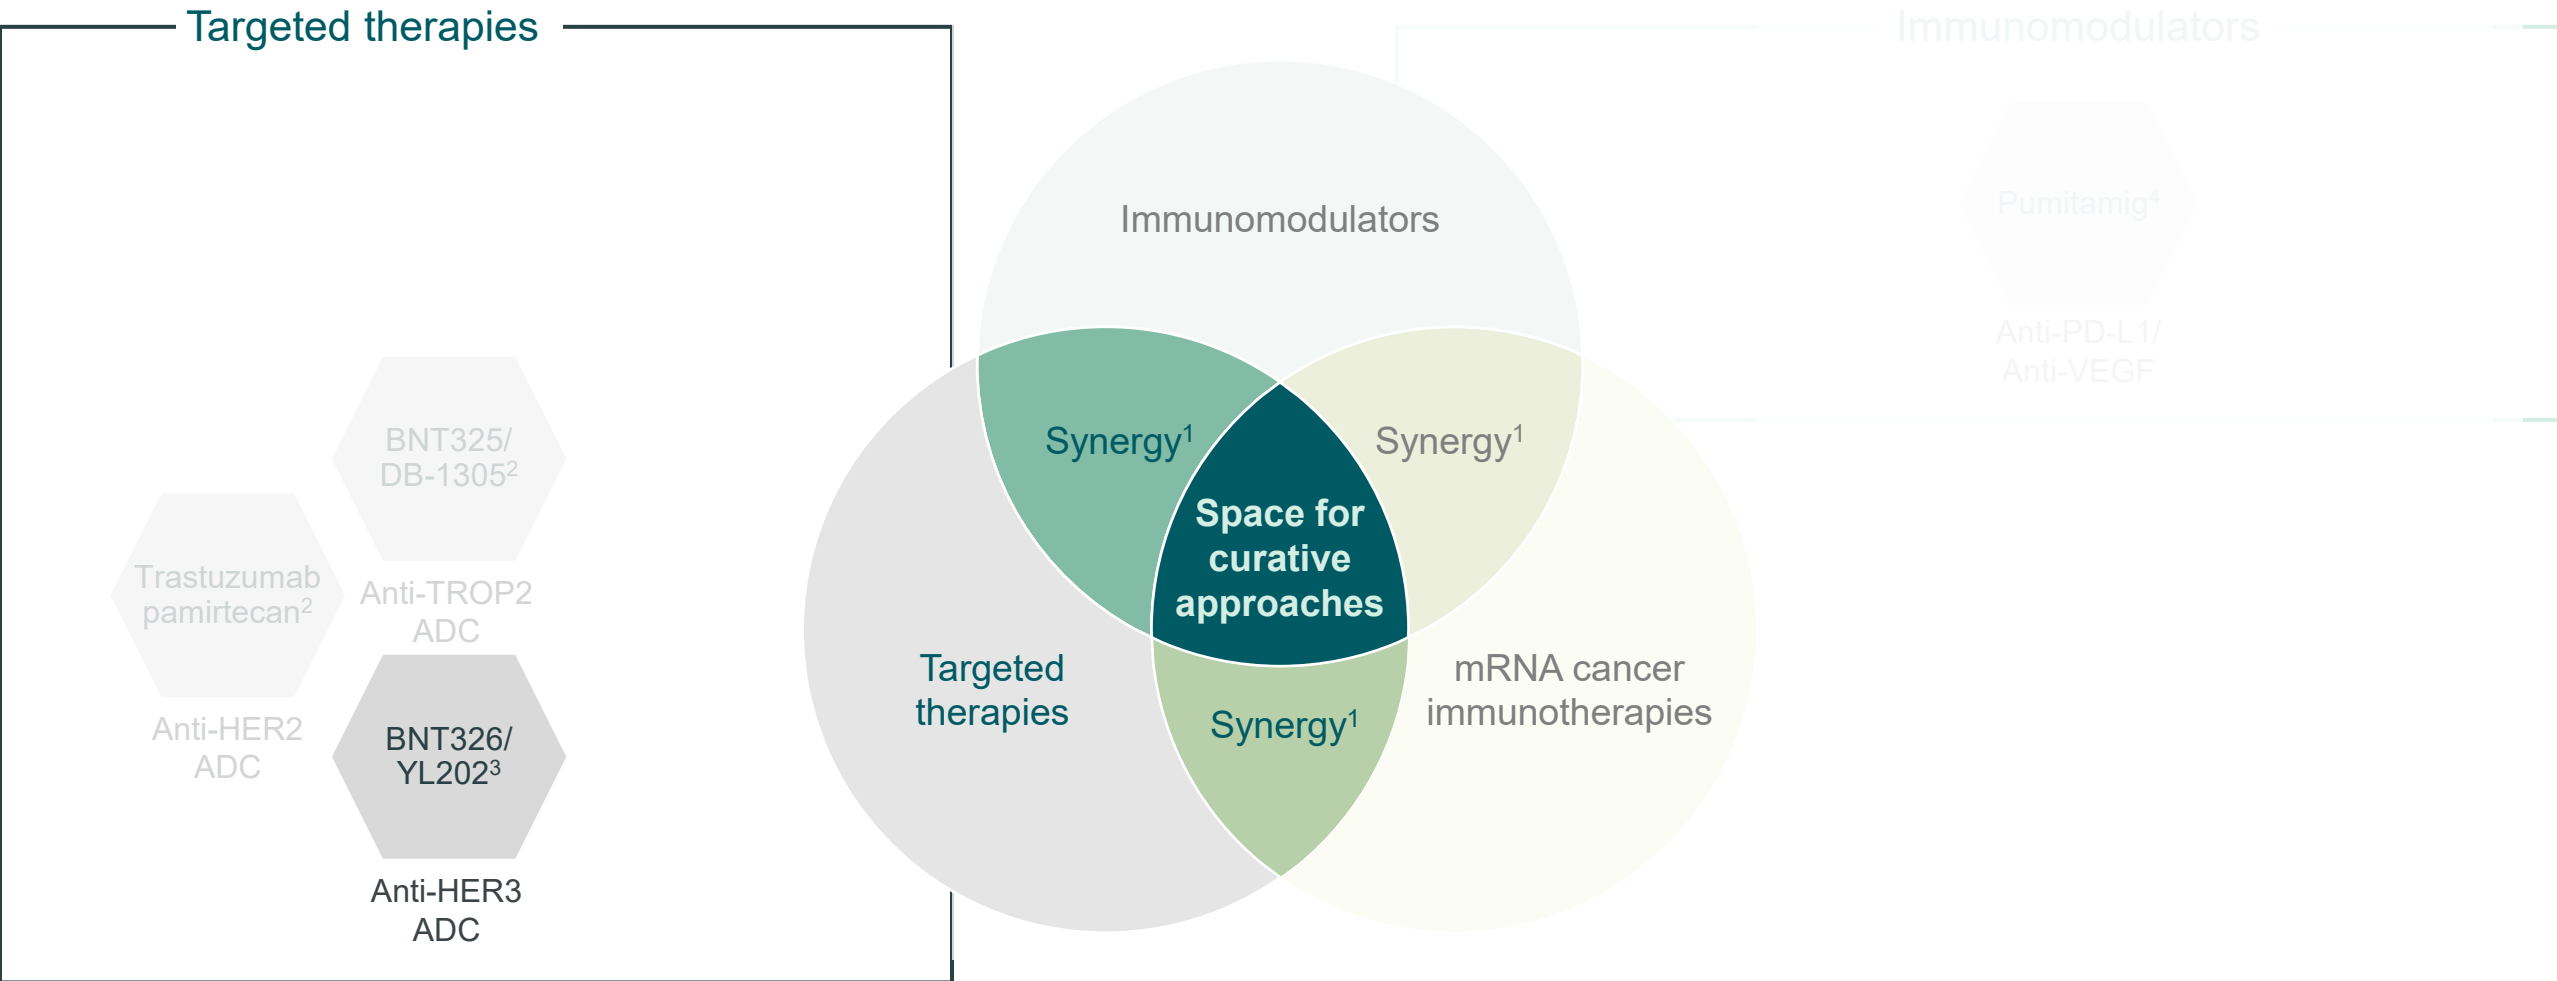 Targeted therapies
Immunomodulators
Immunomodulators
Pumitamig⁴
Anti-PD-L1/
Anti-VEGF
BNT325/
DB-1305²
Anti-TROP2
ADC
Trastuzumab
pamirtecan²
Anti-HER2
ADC
BNT326/
YL202³
Anti-HER3
ADC
Synergy¹
Synergy¹
Space for
curative
approaches
Targeted
therapies
mRNA cancer
immunotherapies
Synergy¹